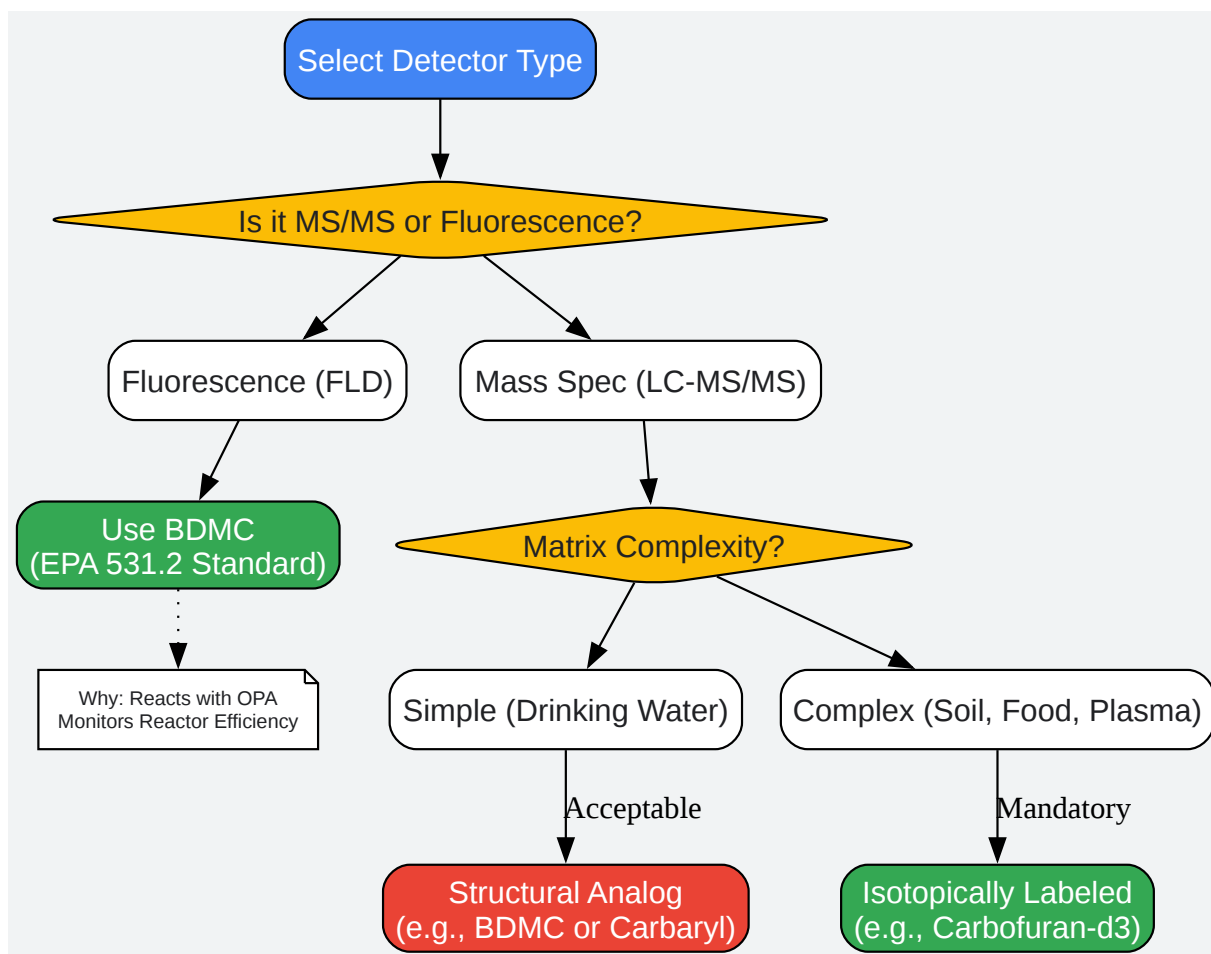 Select Detector Type
Is it MS/MS or Fluorescence?
Fluorescence (FLD)
Mass Spec (LC-MS/MS)
Use BDMC
(EPA 531.2 Standard)
Matrix Complexity?
Why: Reacts with OPA
Monitors Reactor Efficiency
Simple (Drinking Water)
Complex (Soil, Food, Plasma)
Acceptable
Mandatory
Structural Analog
(e.g., BDMC or Carbaryl)
Isotopically Labeled
(e.g., Carbofuran-d3)